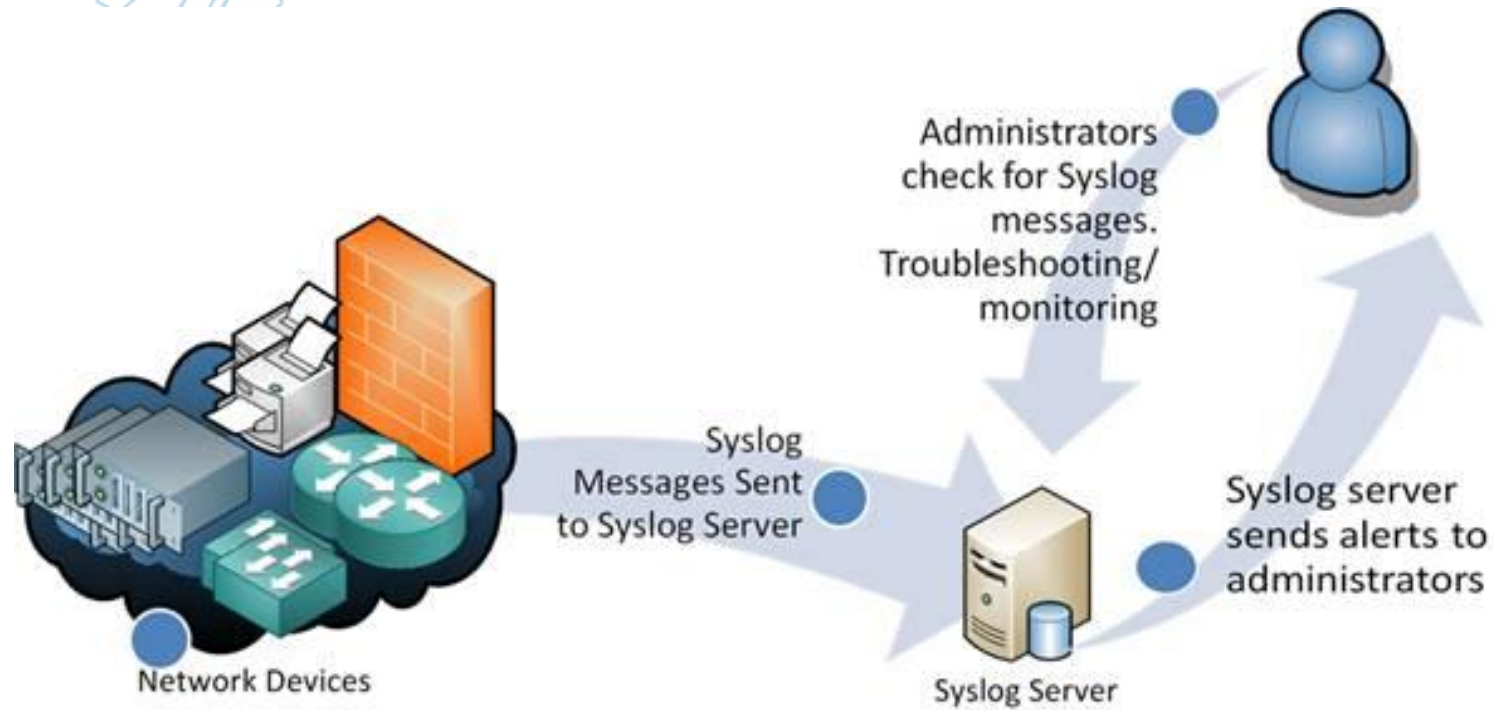 Administrators
check for Syslog
messages.
Troubleshooting/
monitoring
Syslog
Messages Sent
to Syslog Server
Syslog server
sends alerts to
administrators
Network Devices
Syslog Server